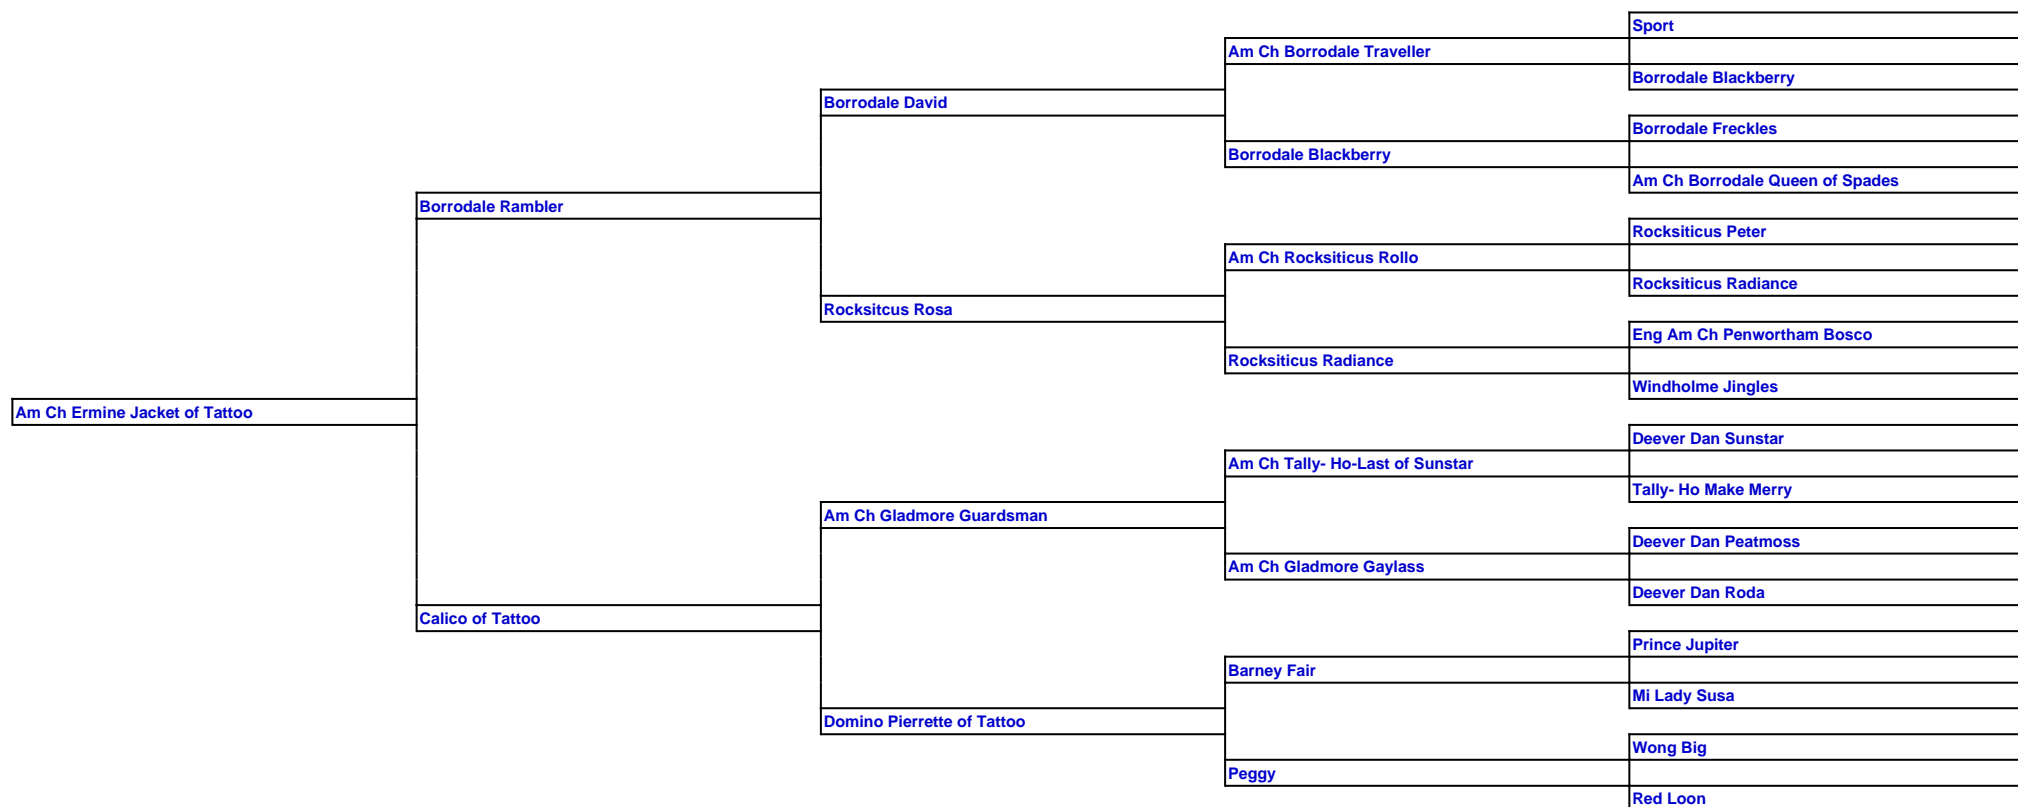 Sport
Am Ch Borrodale Traveller
Borrodale Blackberry
Borrodale David
Borrodale Freckles
Borrodale Blackberry
Am Ch Borrodale Queen of Spades
Borrodale Rambler
Rocksiticus Peter
Am Ch Rocksiticus Rollo
Rocksiticus Radiance
Rocksitcus Rosa
Eng Am Ch Penwortham Bosco
Rocksiticus Radiance
Windholme Jingles
Am Ch Ermine Jacket of Tattoo
Deever Dan Sunstar
Am Ch Tally- Ho-Last of Sunstar
Tally- Ho Make Merry
Am Ch Gladmore Guardsman
Deever Dan Peatmoss
Am Ch Gladmore Gaylass
Deever Dan Roda
Calico of Tattoo
Prince Jupiter
Barney Fair
Mi Lady Susa
Domino Pierrette of Tattoo
Wong Big
Peggy
Red Loon